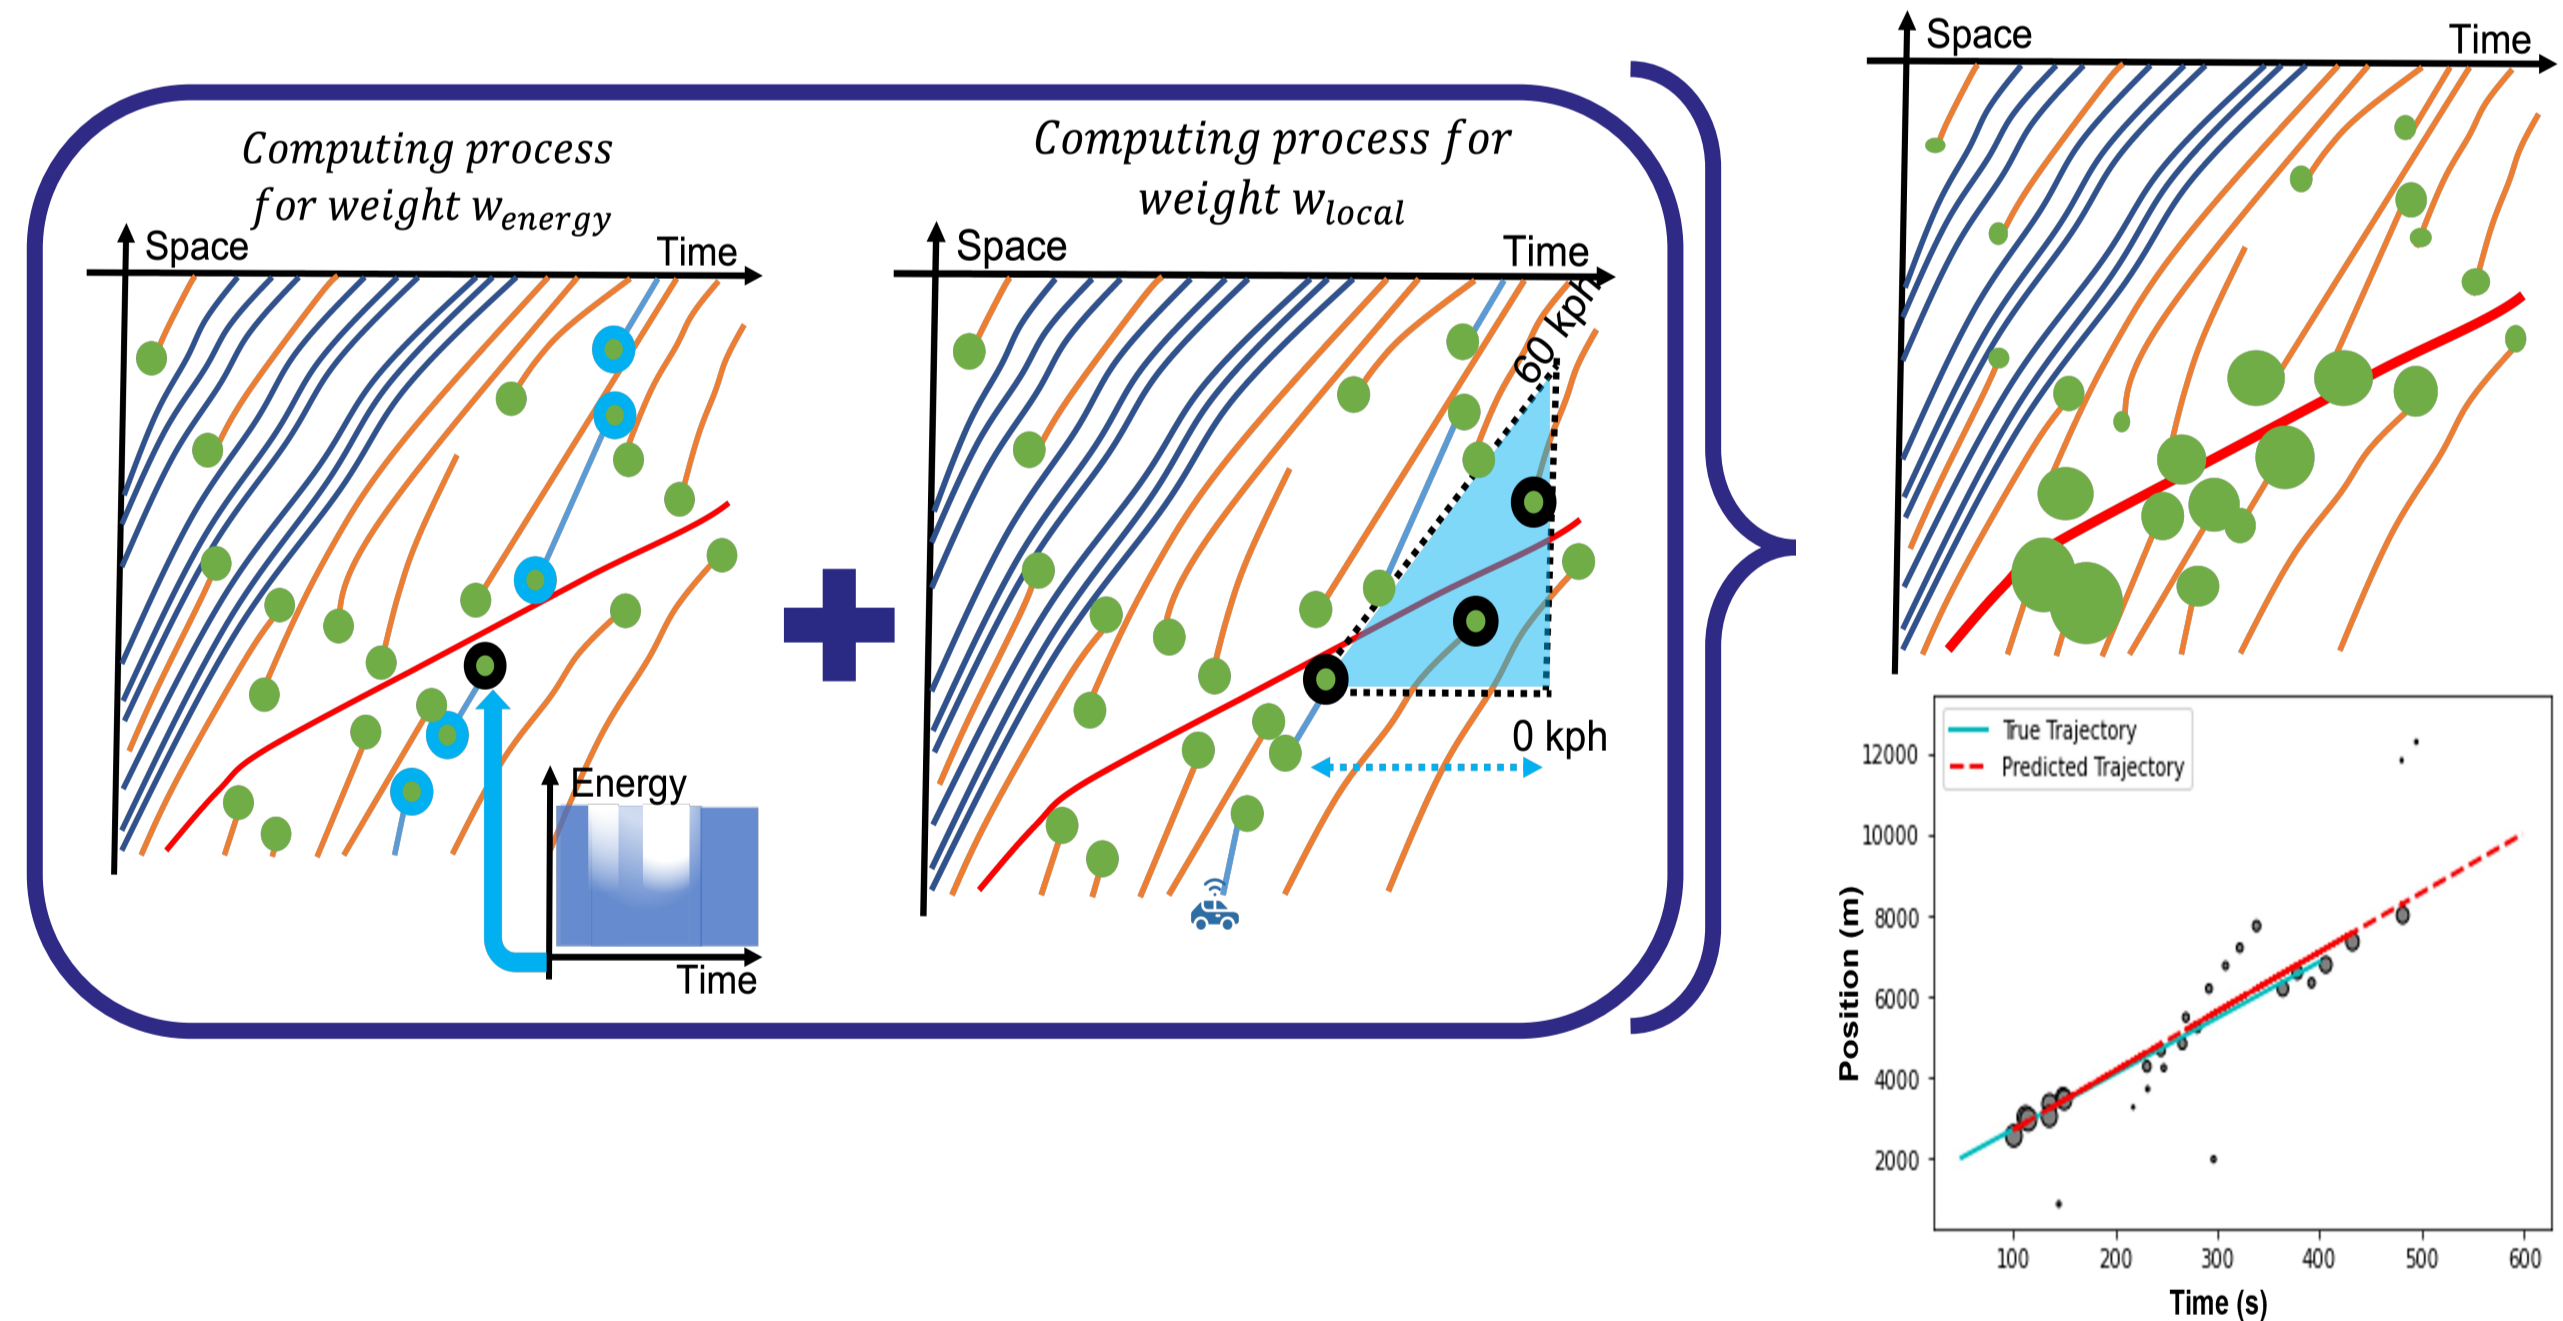 Computing process
for weight w_energy
Space
Time
Energy
Time
Computing process for
weight w_local
Space
Time
60 kph
0 kph
Space
Time
True Trajectory
Predicted Trajectory
12000
10000
8000
6000
4000
2000
Position (m)
100 200 300 400 500 600
Time (s)